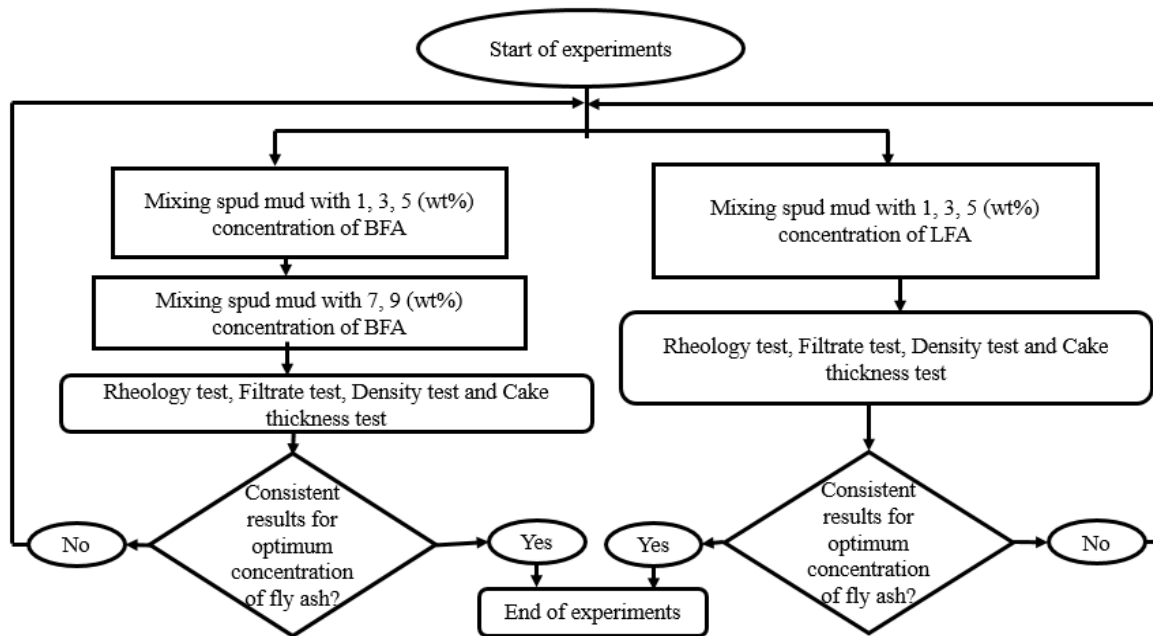 Start of experiments
Mixing spud mud with 1, 3, 5 (wt%)
concentration of BFA
Mixing spud mud with 7, 9 (wt%)
concentration of BFA
Rheology test, Filtrate test, Density test and Cake
thickness test
Consistent
results for
optimum
concentration
of fly ash?
No
Yes
Mixing spud mud with 1, 3, 5 (wt%)
concentration of LFA
Rheology test, Filtrate test, Density test and Cake
thickness test
Consistent
results for
optimum
concentration
of fly ash?
Yes
No
End of experiments